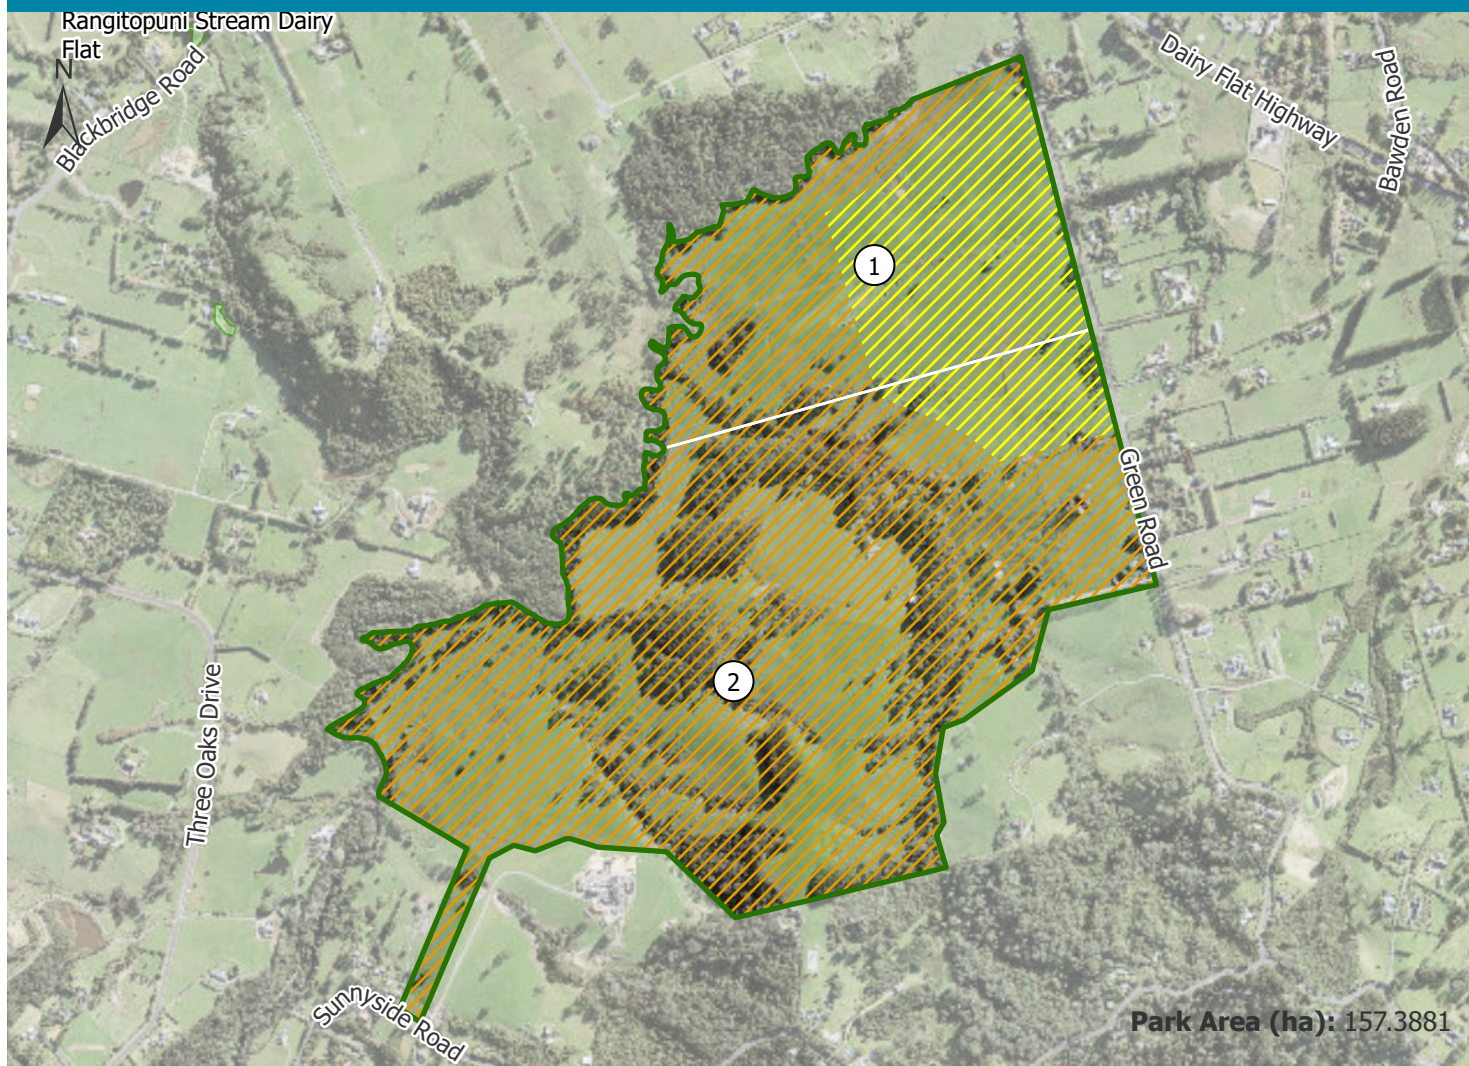 Rangitopuni Stream Dairy
Flat
N
Blackbridge Road
Dairy Flat Highway
Bawden Road
1
Green Road
2
Three Oaks Drive
Sunnyside Road
Park Area (ha): 157.3881